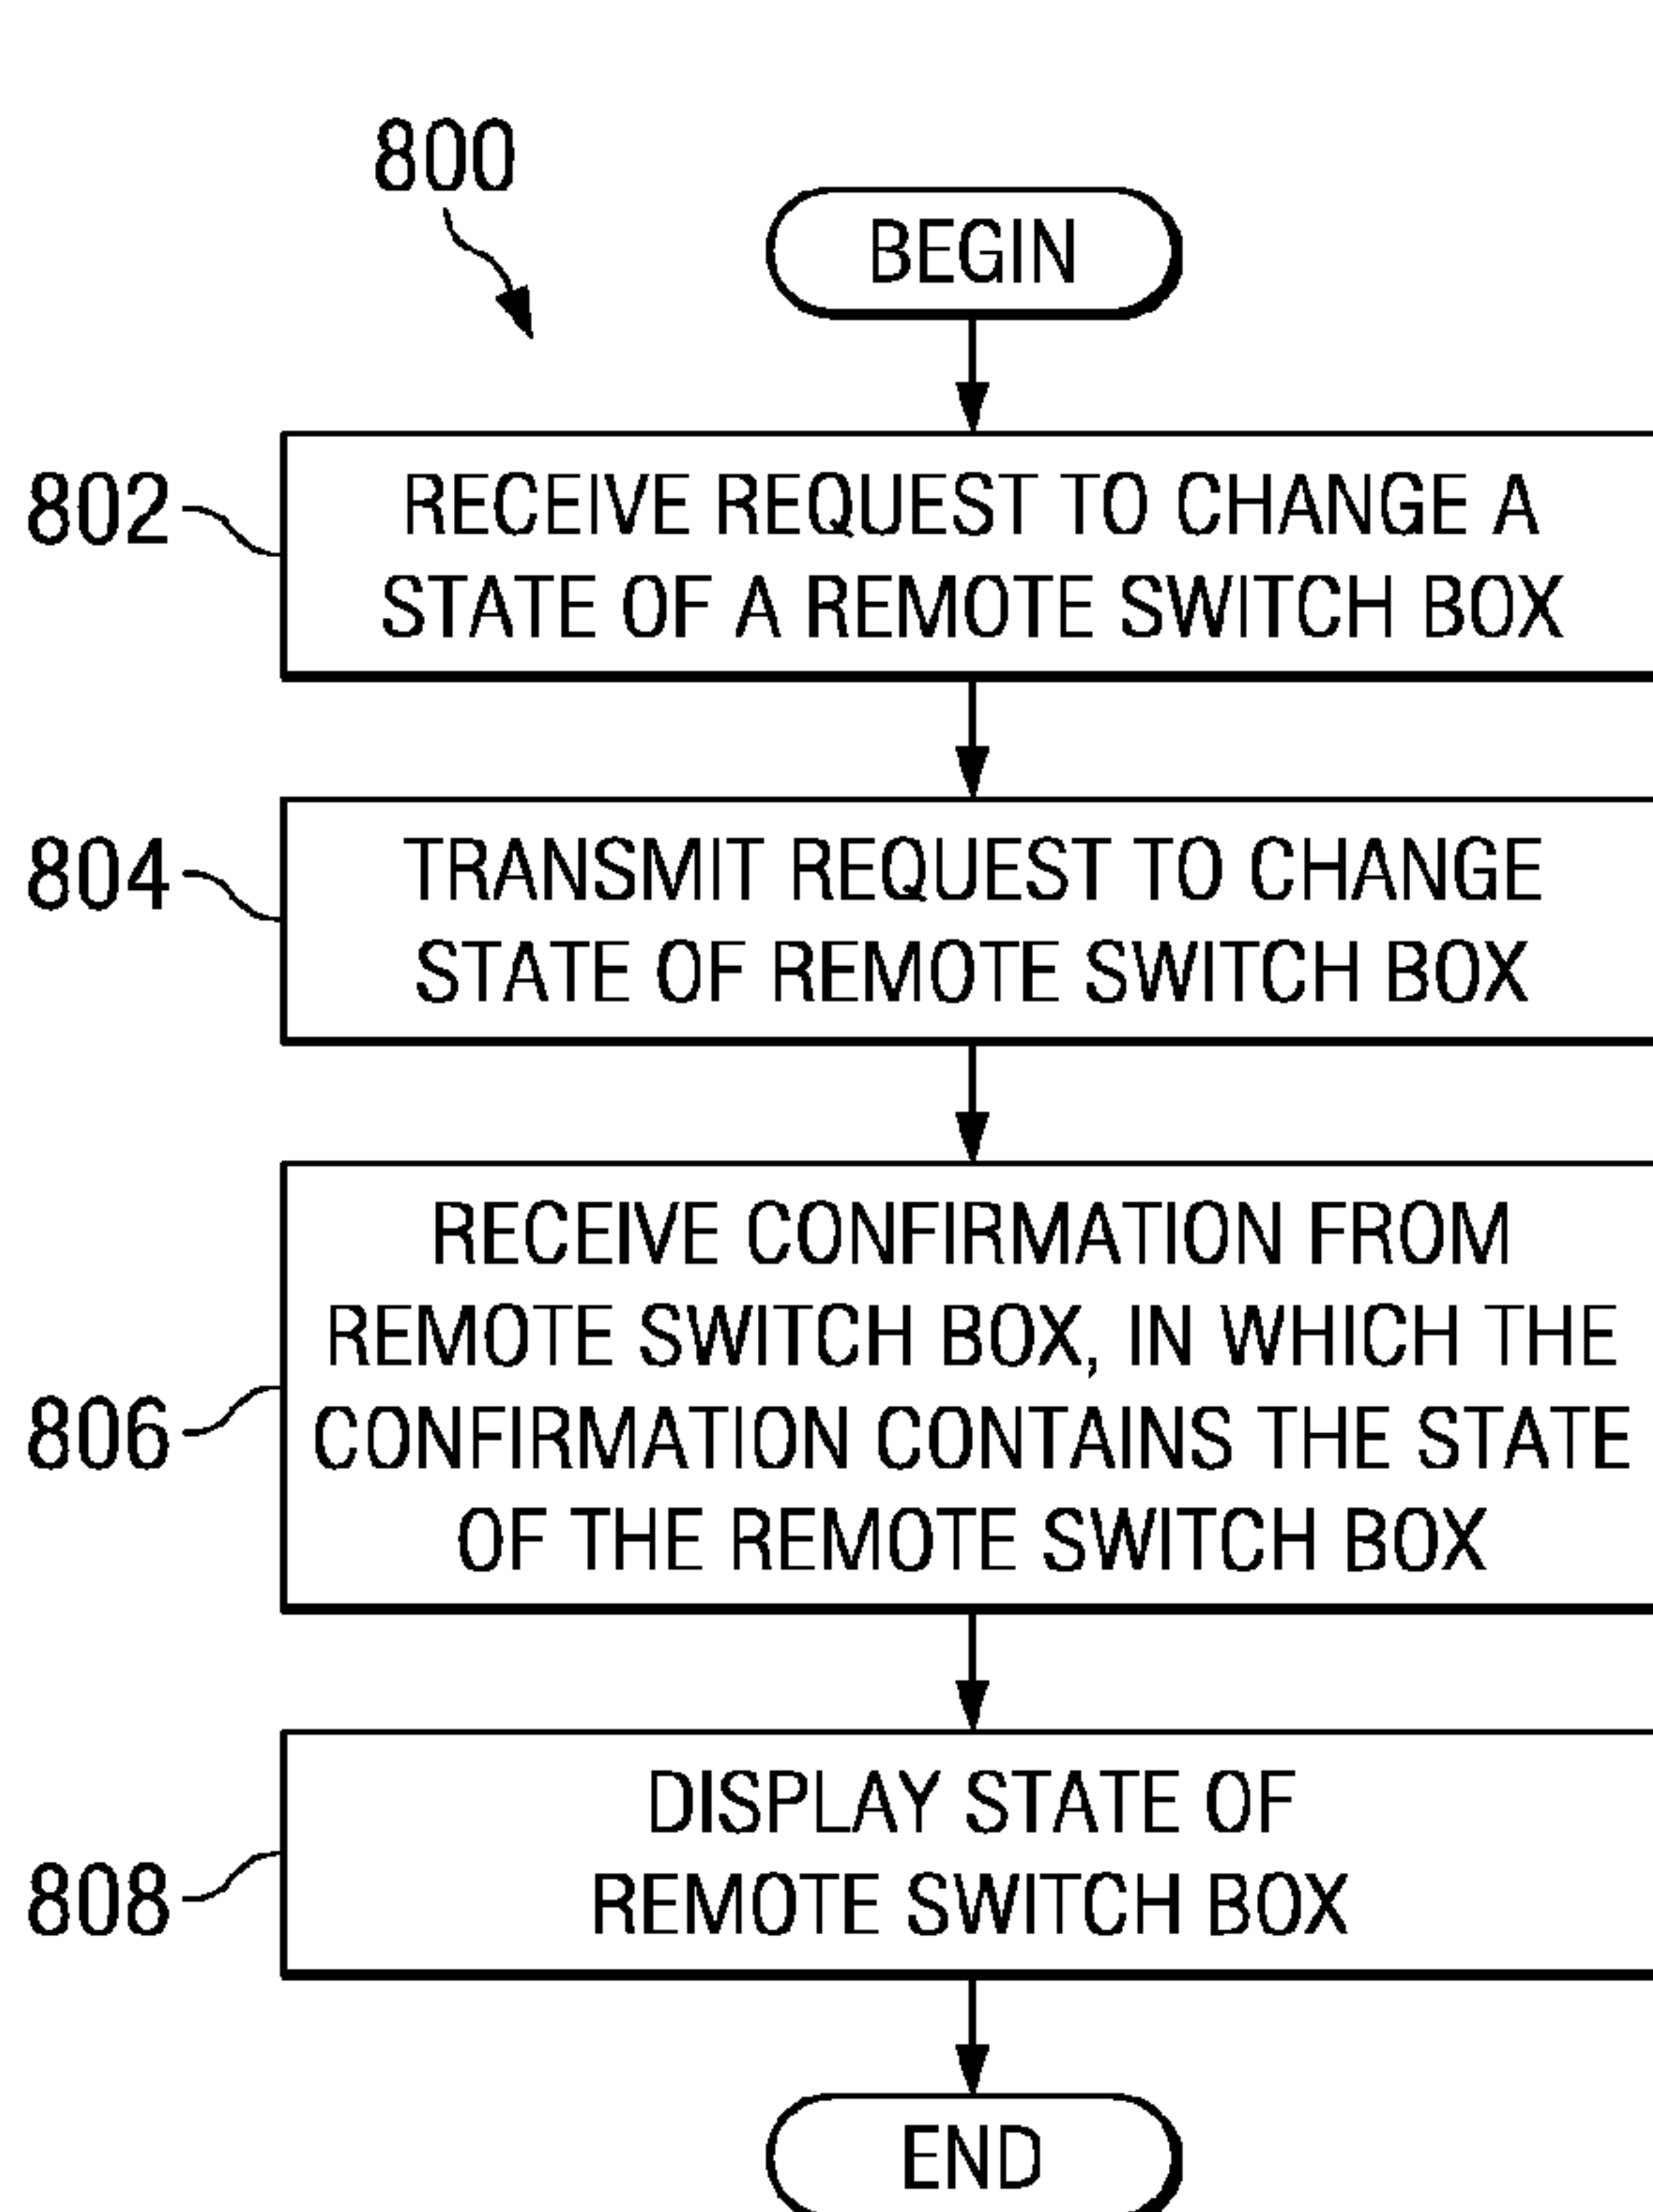 800
BEGIN
802
RECEIVE REQUEST TO CHANGE A
STATE OF A REMOTE SWITCH BOX
804
TRANSMIT REQUEST TO CHANGE
STATE OF REMOTE SWITCH BOX
806
RECEIVE CONFIRMATION FROM
REMOTE SWITCH BOX, IN WHICH THE
CONFIRMATION CONTAINS THE STATE
OF THE REMOTE SWITCH BOX
808
DISPLAY STATE OF
REMOTE SWITCH BOX
END